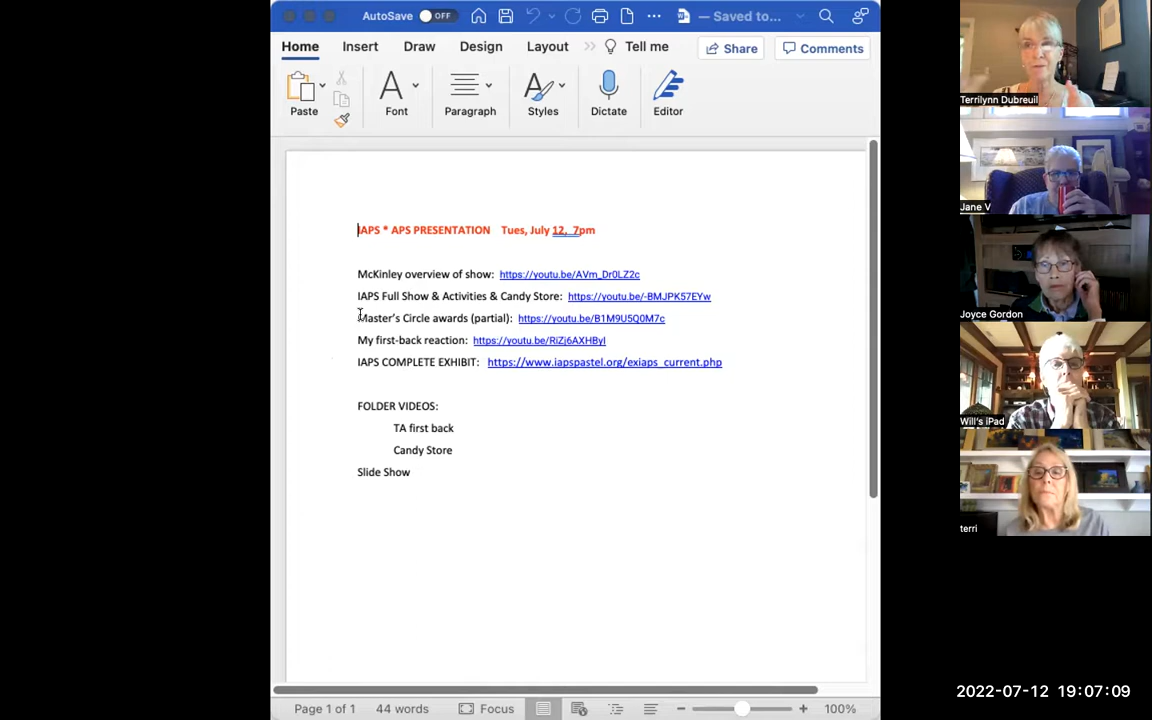 AutoSave OFF — Saved to...
Home Insert Draw Design Layout Tell me Share Comments
Paste Font Paragraph Styles Dictate Editor
IAPS * APS PRESENTATION Tues, July 12, 7pm
McKinley overview of show: https://youtu.be/AVm_Dr0LZ2c
IAPS Full Show & Activities & Candy Store: https://youtu.be/-BMJPK57EYw
Master's Circle awards (partial): https://youtu.be/B1M9U5Q0M7c
My first-back reaction: https://youtu.be/RiZj6AXHByI
IAPS COMPLETE EXHIBIT: https://www.iapspastel.org/exiaps_current.php
FOLDER VIDEOS:
TA first back
Candy Store
Slide Show
Page 1 of 1 44 words Focus 100%
Terrilynn Dubreuil
Jane V
Joyce Gordon
Will's iPad
terri
2022-07-12 19:07:09